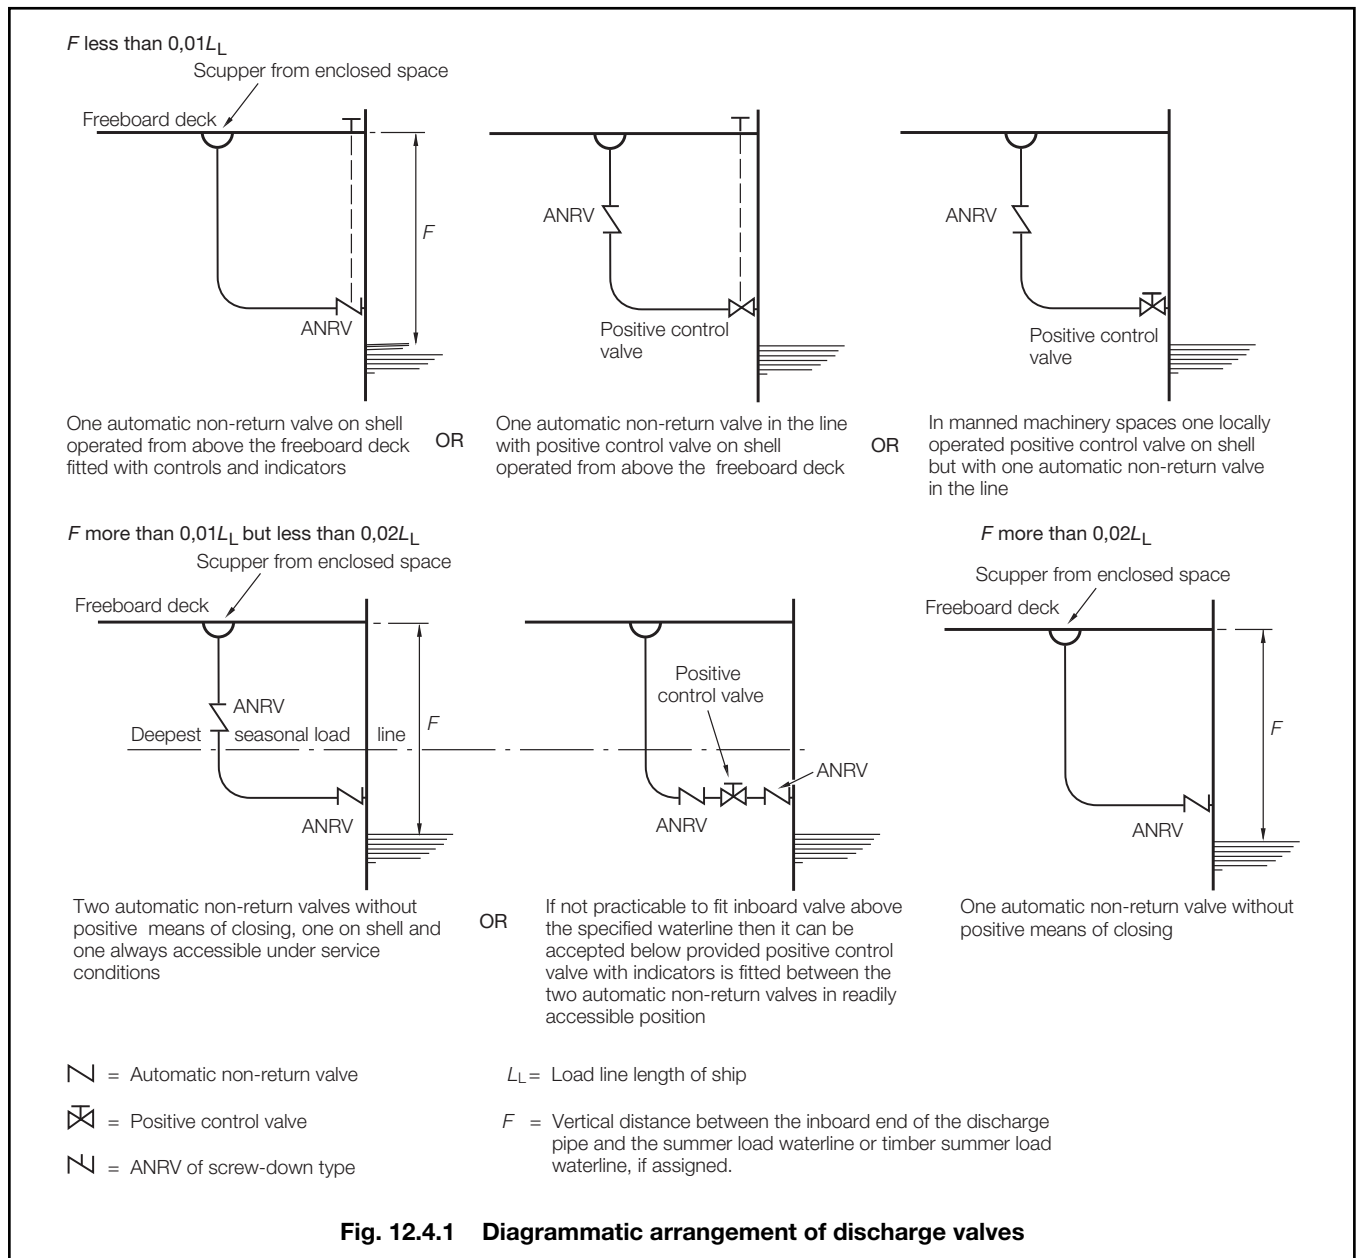 F less than 0,01LL
Scupper from enclosed space
Freeboard deck
F
ANRV
ANRV
Positive control
valve
ANRV
Positive control
valve
One automatic non-return valve on shell
operated from above the freeboard deck
fitted with controls and indicators
OR
One automatic non-return valve in the line
with positive control valve on shell
operated from above the freeboard deck
OR
In manned machinery spaces one locally
operated positive control valve on shell
but with one automatic non-return valve
in the line
F more than 0,01LL but less than 0,02LL
Scupper from enclosed space
Freeboard deck
ANRV
F
Deepest seasonal load line
ANRV
Positive
control valve
ANRV
ANRV
F more than 0,02LL
Scupper from enclosed space
Freeboard deck
F
ANRV
Two automatic non-return valves without
positive means of closing, one on shell and
one always accessible under service
conditions
OR
If not practicable to fit inboard valve above
the specified waterline then it can be
accepted below provided positive control
valve with indicators is fitted between the
two automatic non-return valves in readily
accessible position
One automatic non-return valve without
positive means of closing
= Automatic non-return valve
= Positive control valve
= ANRV of screw-down type
LL = Load line length of ship
F = Vertical distance between the inboard end of the discharge
pipe and the summer load waterline or timber summer load
waterline, if assigned.
Fig. 12.4.1 Diagrammatic arrangement of discharge valves